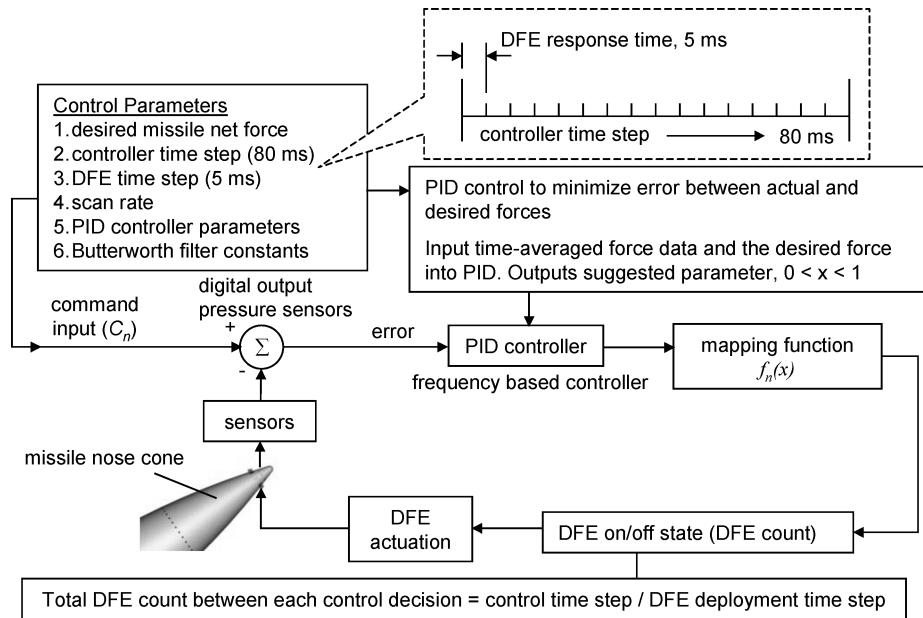 DFE response time, 5 ms
controller time step
80 ms
Control Parameters
1.desired missile net force
2.controller time step (80 ms)
3.DFE time step (5 ms)
4.scan rate
5.PID controller parameters
6.Butterworth filter constants
PID control to minimize error between actual and
desired forces
Input time-averaged force data and the desired force
into PID. Outputs suggested parameter, 0 < x < 1
command
input (Cn)
digital output
pressure sensors
+
Σ
-
error
PID controller
frequency based controller
mapping function
fn(x)
sensors
missile nose cone
DFE
actuation
DFE on/off state (DFE count)
Total DFE count between each control decision = control time step / DFE deployment time step